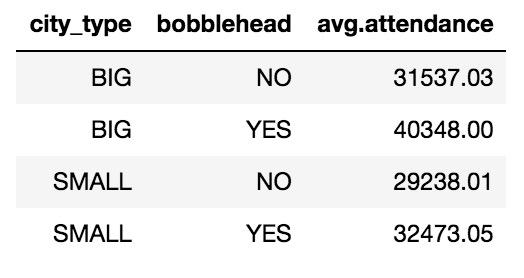 city_type bobblehead avg.attendance
BIG NO 31537.03
BIG YES 40348.00
SMALL NO 29238.01
SMALL YES 32473.05